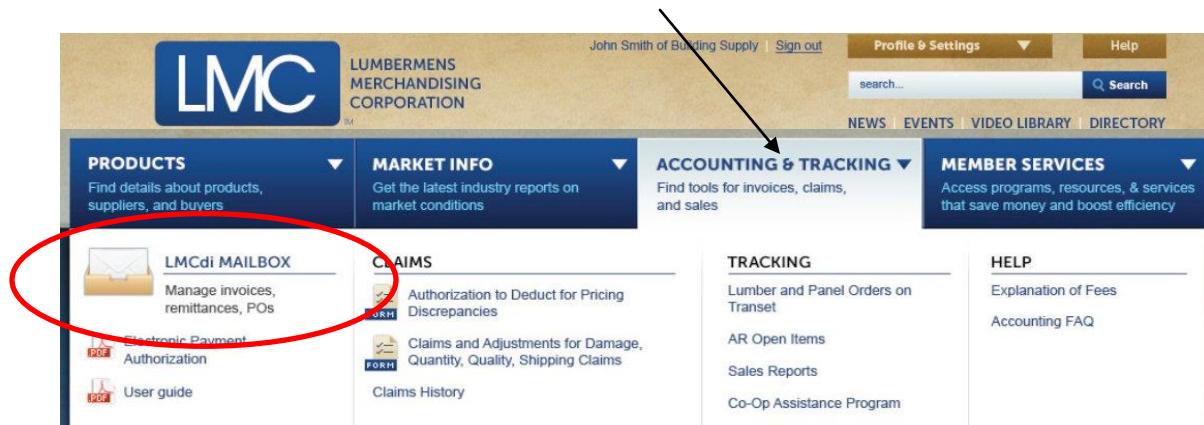 John Smith of Building Supply | Sign out
Profile & Settings
Help
LMC
LUMBERMENS
MERCHANDISING
CORPORATION
SM
search...
Search
NEWS | EVENTS | VIDEO LIBRARY | DIRECTORY
PRODUCTS
Find details about products,
suppliers, and buyers
MARKET INFO
Get the latest industry reports on
market conditions
ACCOUNTING & TRACKING
Find tools for invoices, claims,
and sales
MEMBER SERVICES
Access programs, resources, & services
that save money and boost efficiency
LMCdi MAILBOX
Manage invoices,
remittances, POs
PDF
Electronic Payment
Authorization
PDF
User guide
CLAIMS
FORM
Authorization to Deduct for Pricing
Discrepancies
FORM
Claims and Adjustments for Damage,
Quantity, Quality, Shipping Claims
Claims History
TRACKING
Lumber and Panel Orders on
Transet
AR Open Items
Sales Reports
Co-Op Assistance Program
HELP
Explanation of Fees
Accounting FAQ